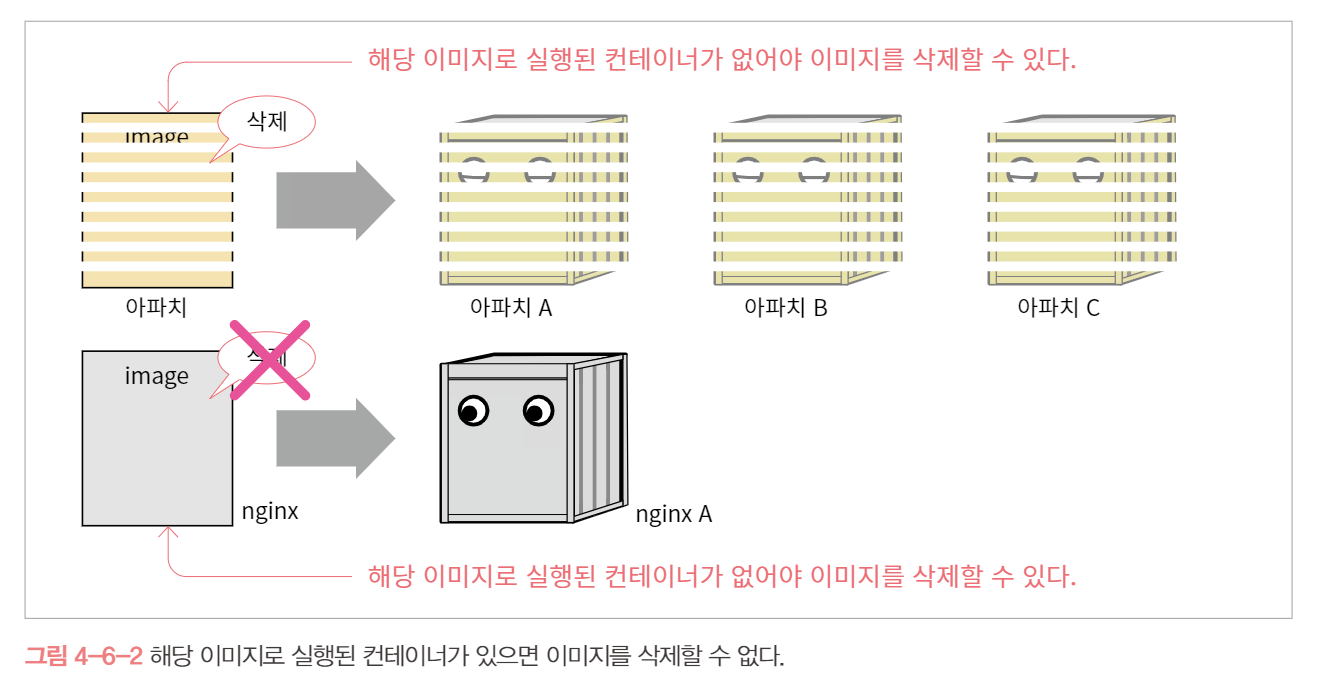 해당 이미지로 실행된 컨테이너가 없어야 이미지를 삭제할 수 있다.
image
삭제
아파치
아파치 A
아파치 B
아파치 C
image
삭제
nginx
nginx A
해당 이미지로 실행된 컨테이너가 없어야 이미지를 삭제할 수 있다.
그림 4-6-2 해당 이미지로 실행된 컨테이너가 있으면 이미지를 삭제할 수 없다.